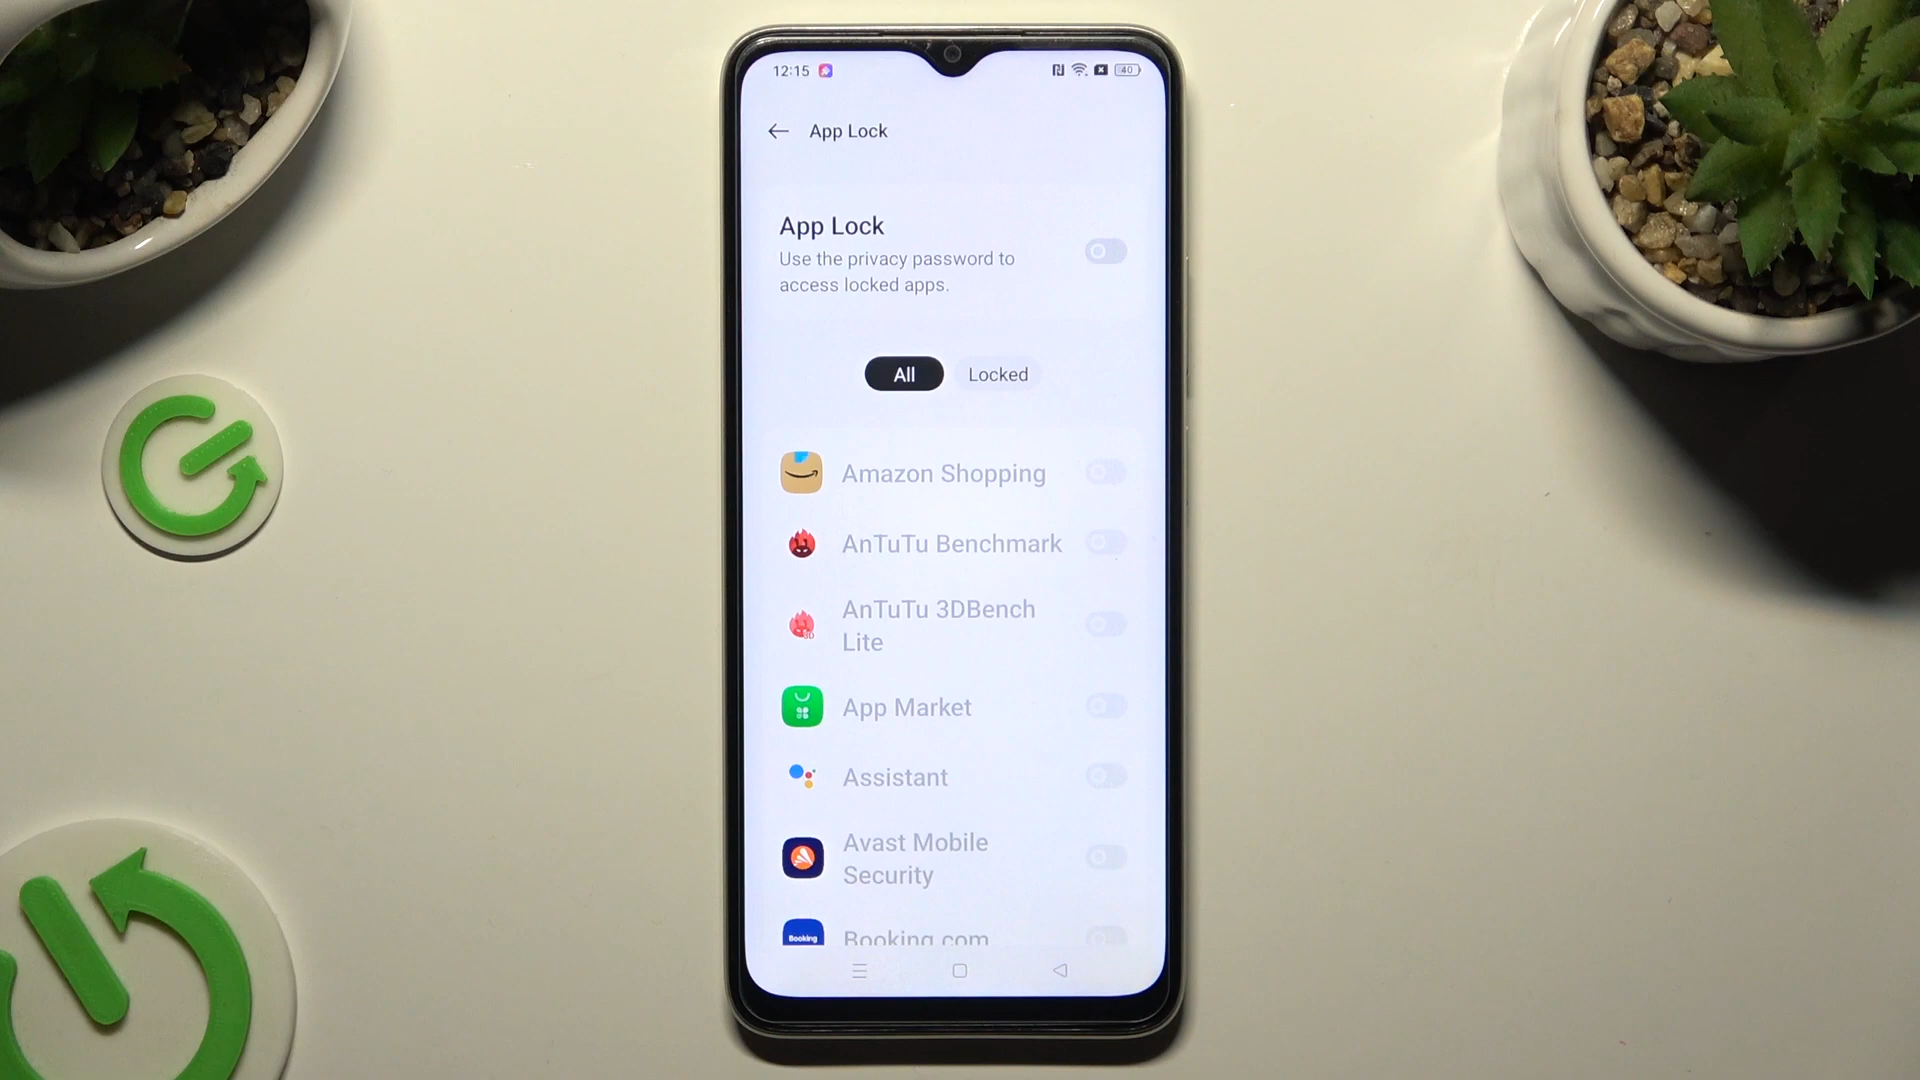 12:15
40
App Lock
App Lock
Use the privacy password to
access locked apps.
All
Locked
Amazon Shopping
AnTuTu Benchmark
AnTuTu 3DBench
Lite
App Market
Assistant
Avast Mobile
Security
Booking
Booking.com